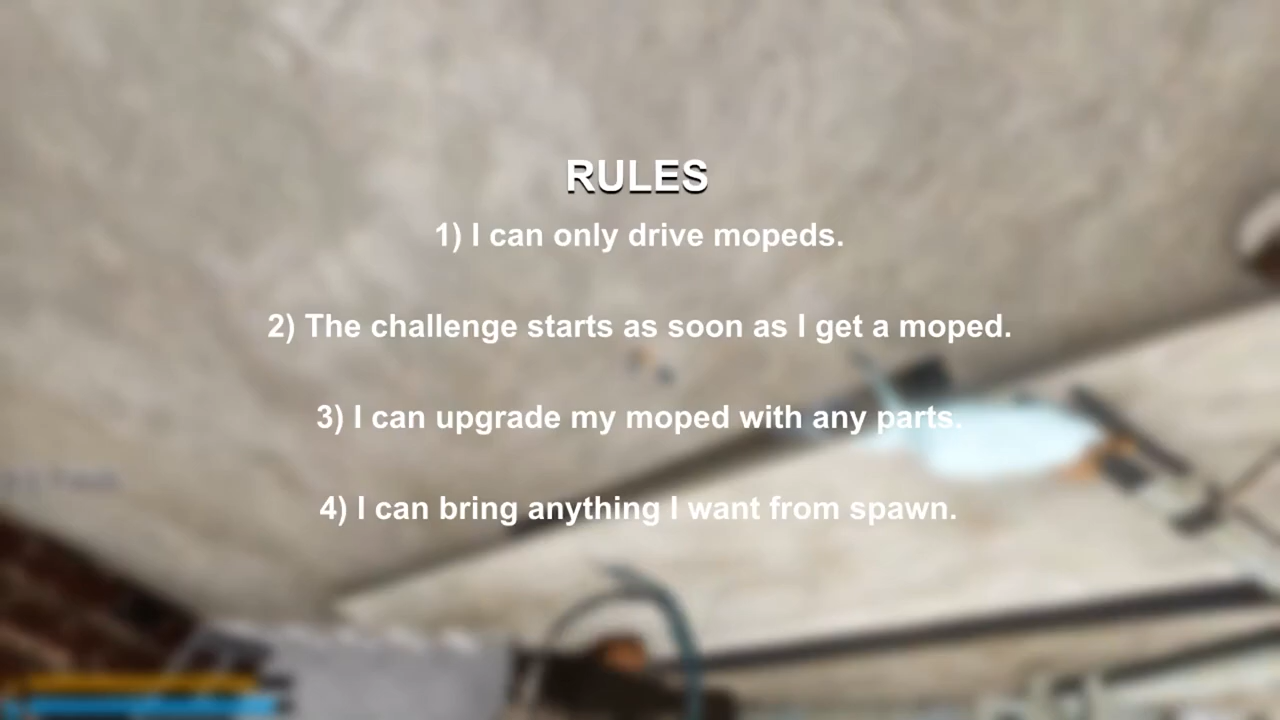 RULES
1) I can only drive mopeds.
2) The challenge starts as soon as I get a moped.
3) I can upgrade my moped with any parts.
4) I can bring anything I want from spawn.